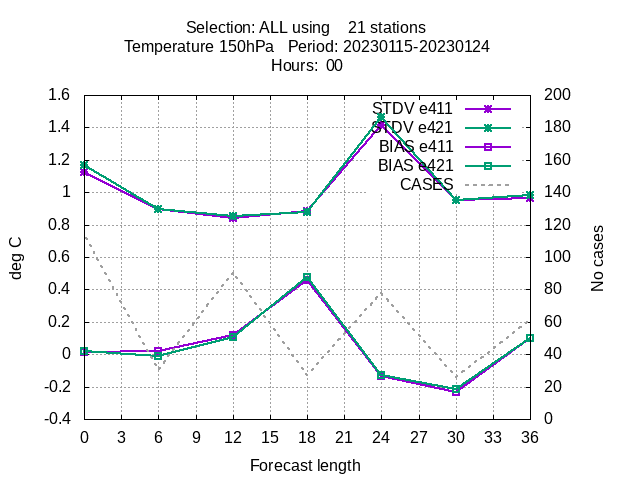 Selection: ALL using    21 stations
Temperature 150hPa   Period: 20230115-20230124
Hours:  00
1.6
1.4
1.2
1
0.8
0.6
0.4
0.2
0
-0.2
-0.4
deg C
STDV e411
STDV e421
BIAS e411
BIAS e421
CASES
200
180
160
140
120
100
80
60
40
20
0
No cases
0 3 6 9 12 15 18 21 24 27 30 33 36
Forecast length